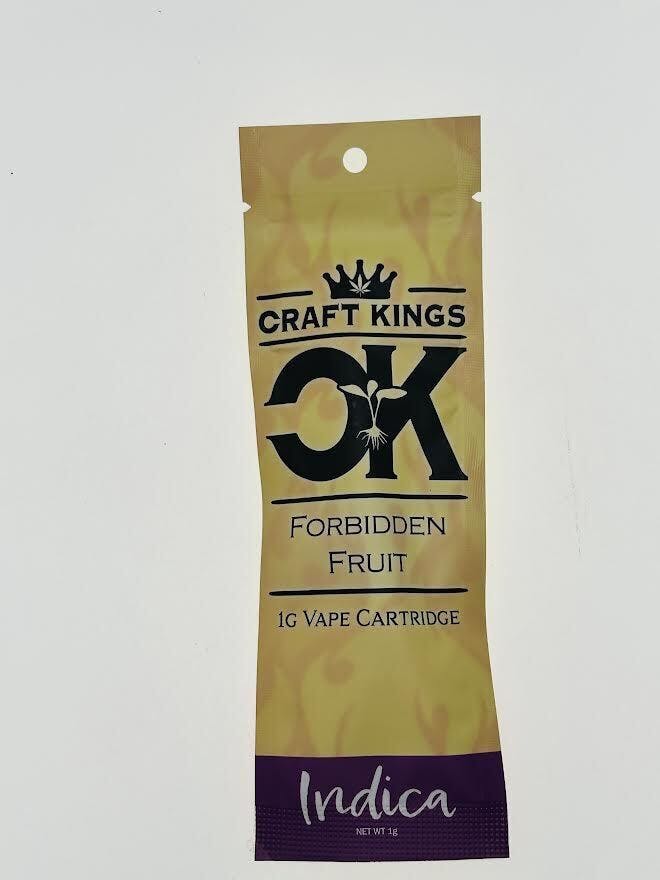 CRAFT KINGS
CK
FORBIDDEN
FRUIT
1G VAPE CARTRIDGE
Indica
NET WT 1g